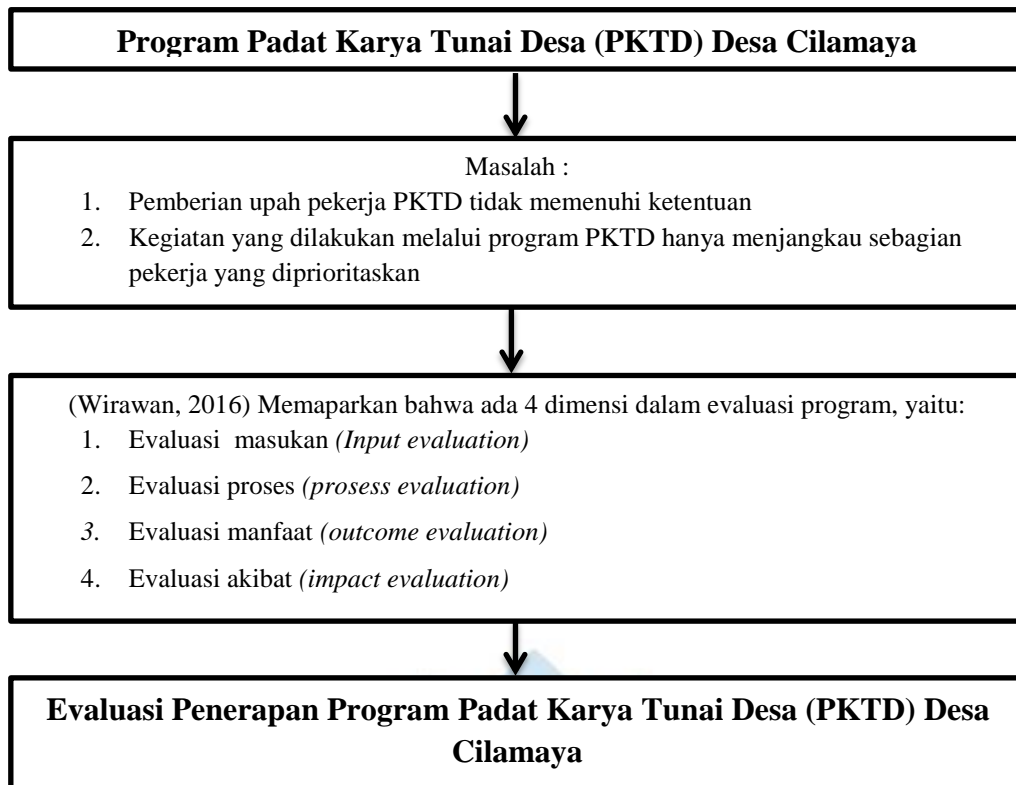 Program Padat Karya Tunai Desa (PKTD) Desa Cilamaya
Masalah :
1. Pemberian upah pekerja PKTD tidak memenuhi ketentuan
2. Kegiatan yang dilakukan melalui program PKTD hanya menjangkau sebagian
pekerja yang diprioritaskan
(Wirawan, 2016) Memaparkan bahwa ada 4 dimensi dalam evaluasi program, yaitu:
1. Evaluasi masukan (Input evaluation)
2. Evaluasi proses (prosess evaluation)
3. Evaluasi manfaat (outcome evaluation)
4. Evaluasi akibat (impact evaluation)
Evaluasi Penerapan Program Padat Karya Tunai Desa (PKTD) Desa
Cilamaya